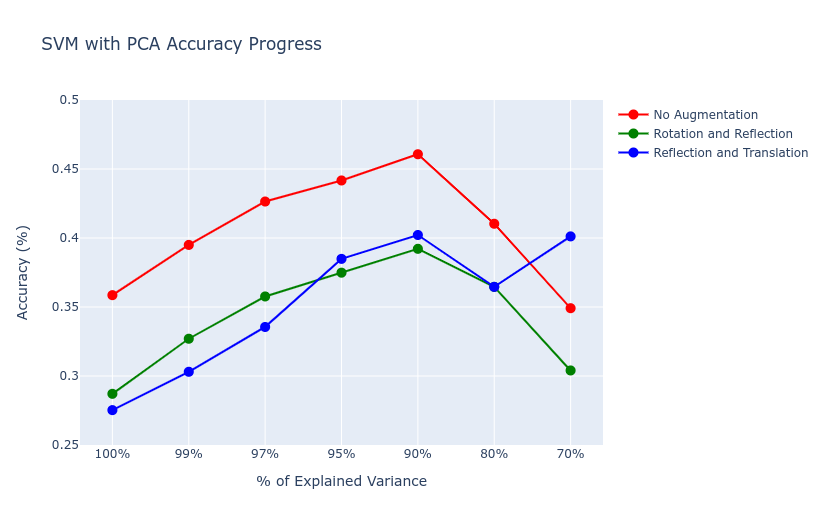 SVM with PCA Accuracy Progress
No Augmentation
Rotation and Reflection
Reflection and Translation
Accuracy (%)
0.5
0.45
0.4
0.35
0.3
0.25
100% 99% 97% 95% 90% 80% 70%
% of Explained Variance